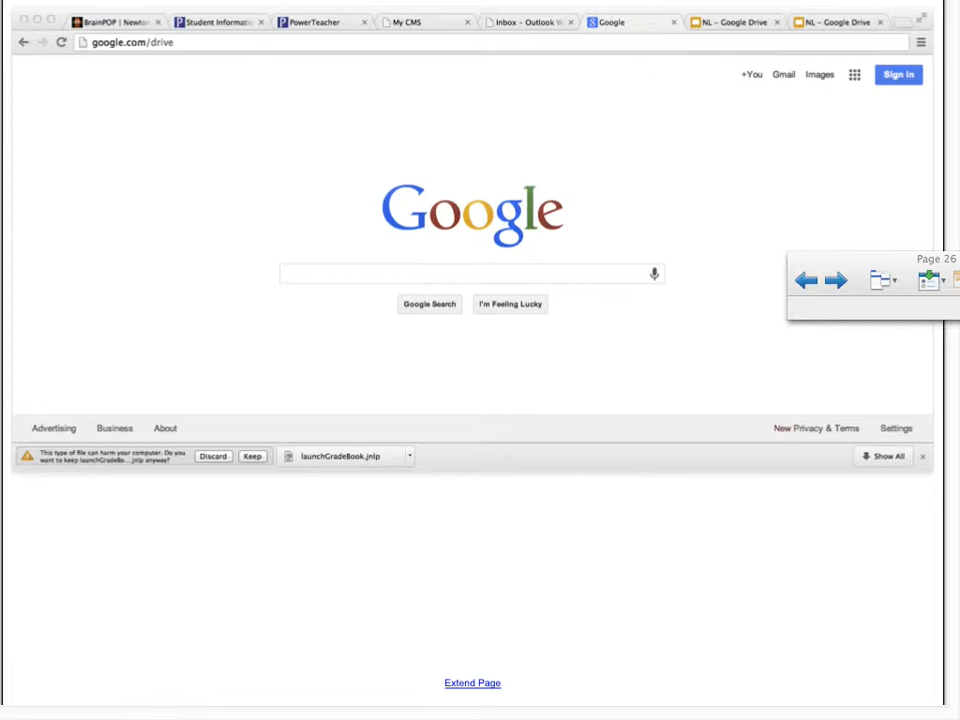 BrainPOP | Newto
Student Informatio
PowerTeacher
My CMS
Inbox – Outlook W
Google
NL – Google Drive
NL – Google Drive
google.com/drive
+You
Gmail
Images
Sign in
Google
Google Search
I'm Feeling Lucky
Page 26
Advertising
Business
About
New Privacy & Terms
Settings
This type of file can harm your computer. Do you
want to keep launchGradeBo....jnlp anyway?
Discard
Keep
launchGradeBook.jnlp
Show All
Extend Page